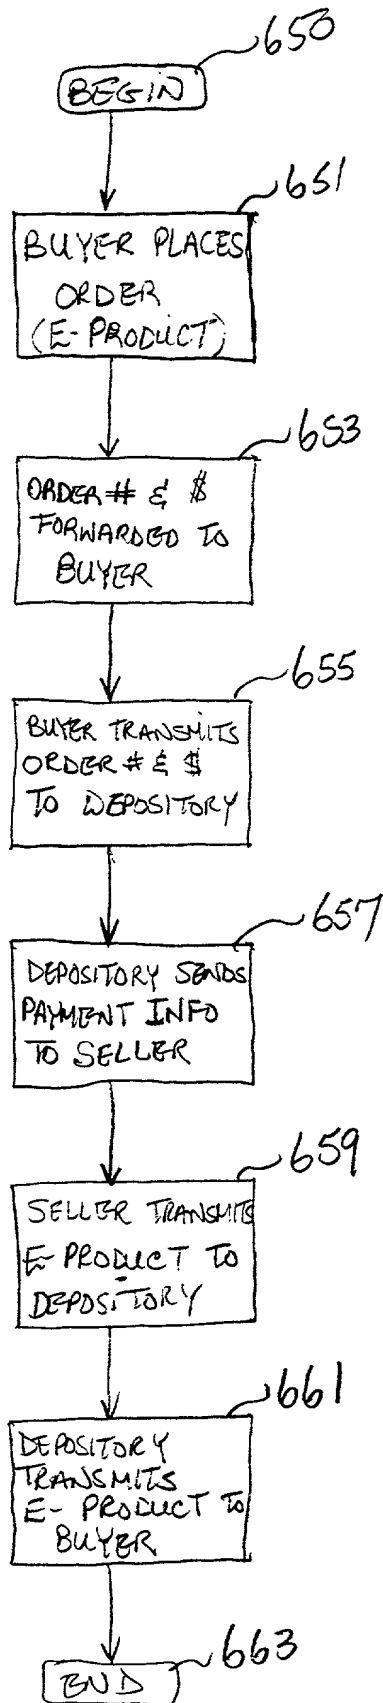 650
BEGIN
651
BUYER PLACES
ORDER
(E-PRODUCT)
653
ORDER # & $
FORWARDED TO
BUYER
655
BUYER TRANSMITS
ORDER # & $
TO DEPOSITORY
657
DEPOSITORY SENDS
PAYMENT INFO
TO SELLER
659
SELLER TRANSMITS
E-PRODUCT TO
DEPOSITORY
661
DEPOSITORY
TRANSMITS
E-PRODUCT TO
BUYER
663
END